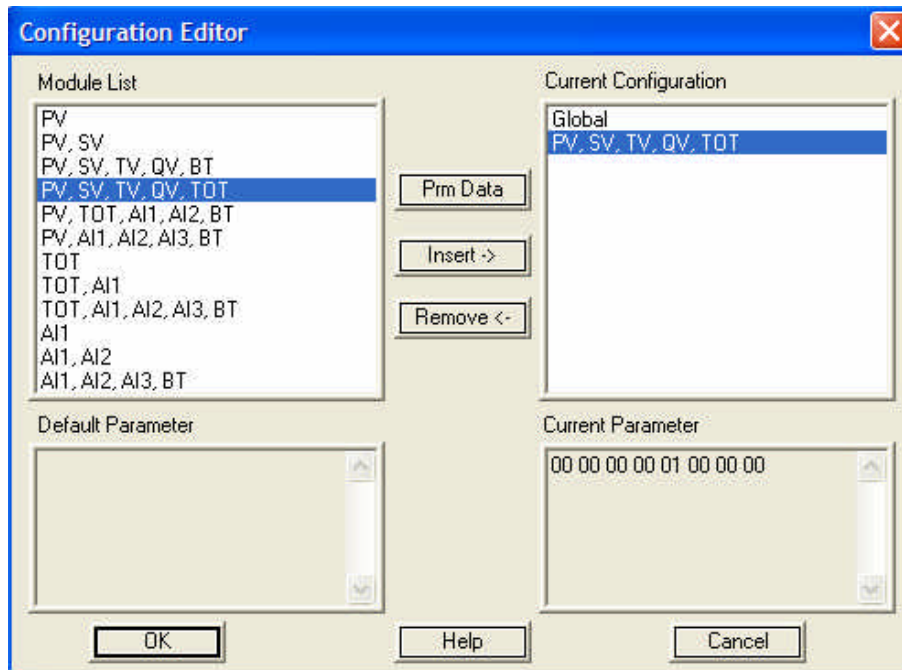 Configuration Editor
Module List
PV
PV, SV
PV, SV, TV, QV, BT
PV, SV, TV, QV, TOT
PV, TOT, AI1, AI2, BT
PV, AI1, AI2, AI3, BT
TOT
TOT, AI1
TOT, AI1, AI2, AI3, BT
AI1
AI1, AI2
AI1, AI2, AI3, BT
Prm Data
Insert ->
Remove <-
Current Configuration
Global
PV, SV, TV, QV, TOT
Default Parameter
Current Parameter
00 00 00 00 01 00 00 00
OK
Help
Cancel